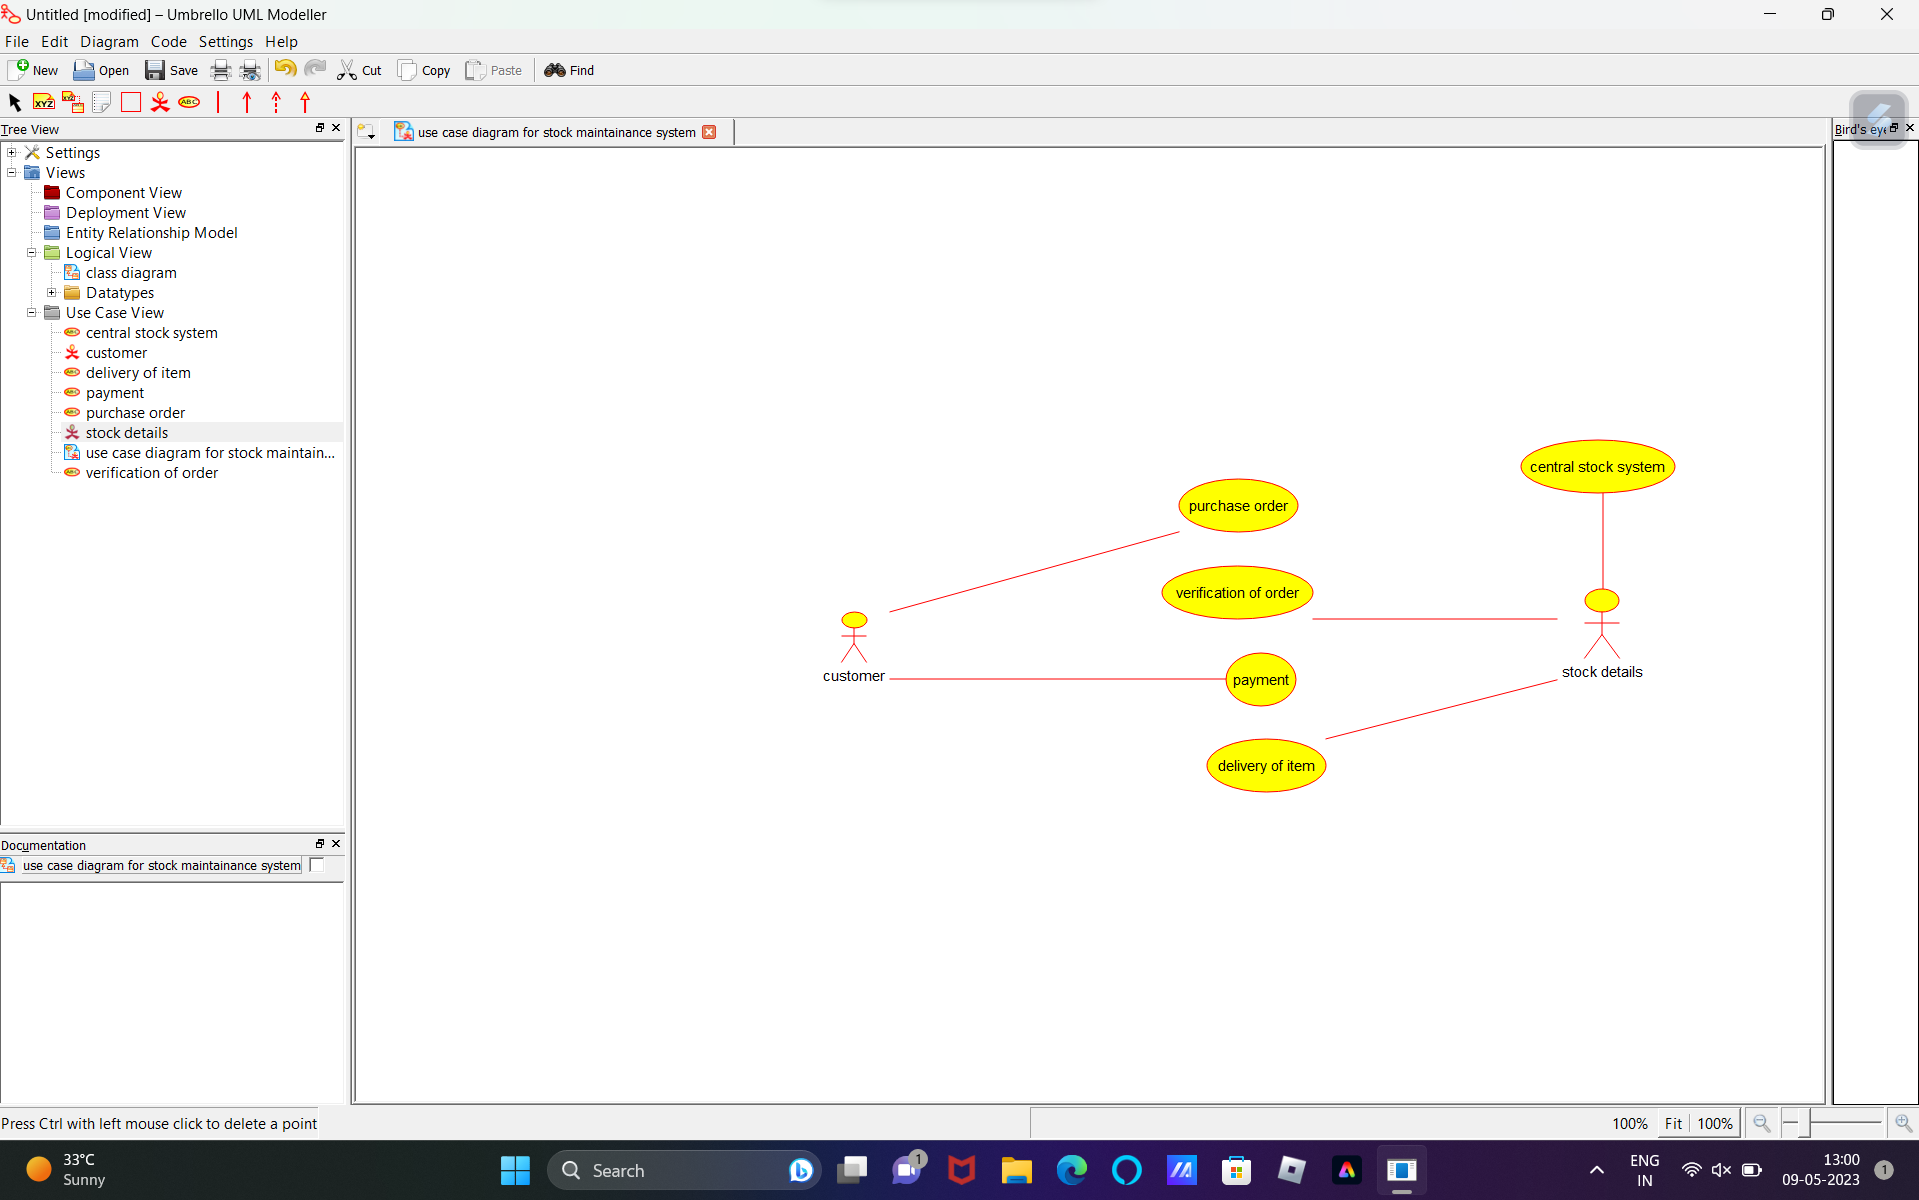 Untitled [modified] – Umbrello UML Modeller
File Edit Diagram Code Settings Help
New Open Save Cut Copy Paste Find
XYZ XYZ ABC
Tree View
use case diagram for stock maintainance system
Bird's eye
Settings
Views
Component View
Deployment View
Entity Relationship Model
Logical View
class diagram
Datatypes
Use Case View
central stock system
customer
delivery of item
payment
purchase order
stock details
use case diagram for stock maintain...
verification of order
central stock system
purchase order
verification of order
customer
stock details
payment
delivery of item
Documentation
use case diagram for stock maintainance system
Press Ctrl with left mouse click to delete a point
100% Fit 100%
33°C
Sunny
Search
1
ENG
IN
13:00
09-05-2023
1